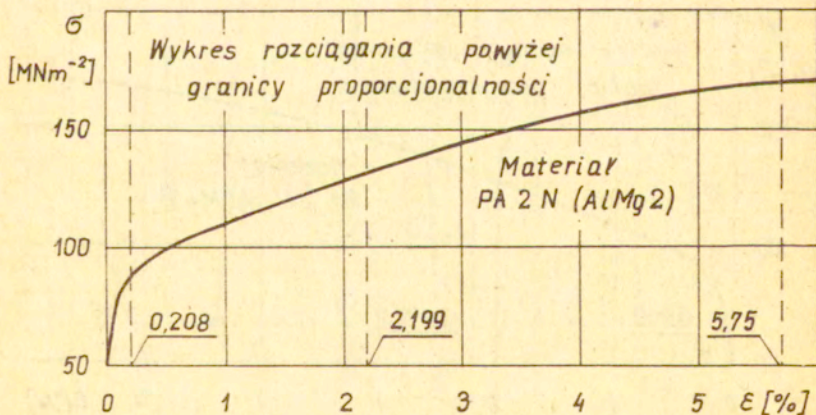 σ
[MNm⁻²]
Wykres rozciągania powyżej
granicy proporcjonalności
150
Materiał
PA 2 N (AlMg2)
100
0,208
2,199
5,75
50
0 1 2 3 4 5 ε [%]